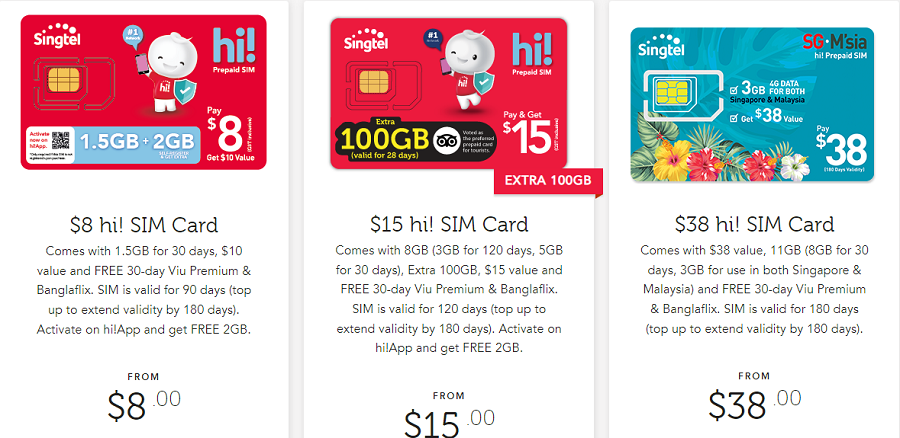 Singtel
#1
hi!
Prepaid SIM
hi!
Pay
$8
(GST Inclusive)
Activate
now on
hi!App
1.5GB + 2GB
Get $10 Value
$8 hi! SIM Card
Comes with 1.5GB for 30 days, $10
value and FREE 30-day Viu Premium &
Banglaflix. SIM is valid for 90 days (top
up to extend validity by 180 days).
Activate on hi!App and get FREE 2GB.
FROM
$8.00
Singtel
#1
hi!
Prepaid SIM
hi!
Extra
100GB
(valid for 28 days)
Voted as
the preferred
prepaid card
for tourists.
Pay & Get
$15
(GST Inclusive)
EXTRA 100GB
$15 hi! SIM Card
Comes with 8GB (3GB for 120 days, 5GB
for 30 days), Extra 100GB, $15 value and
FREE 30-day Viu Premium & Banglaflix.
SIM is valid for 120 days (top up to
extend validity by 180 days). Activate on
hi!App and get FREE 2GB.
FROM
$15.00
Singtel
SG•M'sia
hi! Prepaid SIM
3GB 4G DATA
FOR BOTH
Singapore & Malaysia
Get $38 Value
Pay
$38
(180 Days Validity)
$38 hi! SIM Card
Comes with $38 value, 11GB (8GB for 30
days, 3GB for use in both Singapore &
Malaysia) and FREE 30-day Viu Premium
& Banglaflix. SIM is valid for 180 days
(top up to extend validity by 180 days).
FROM
$38.00